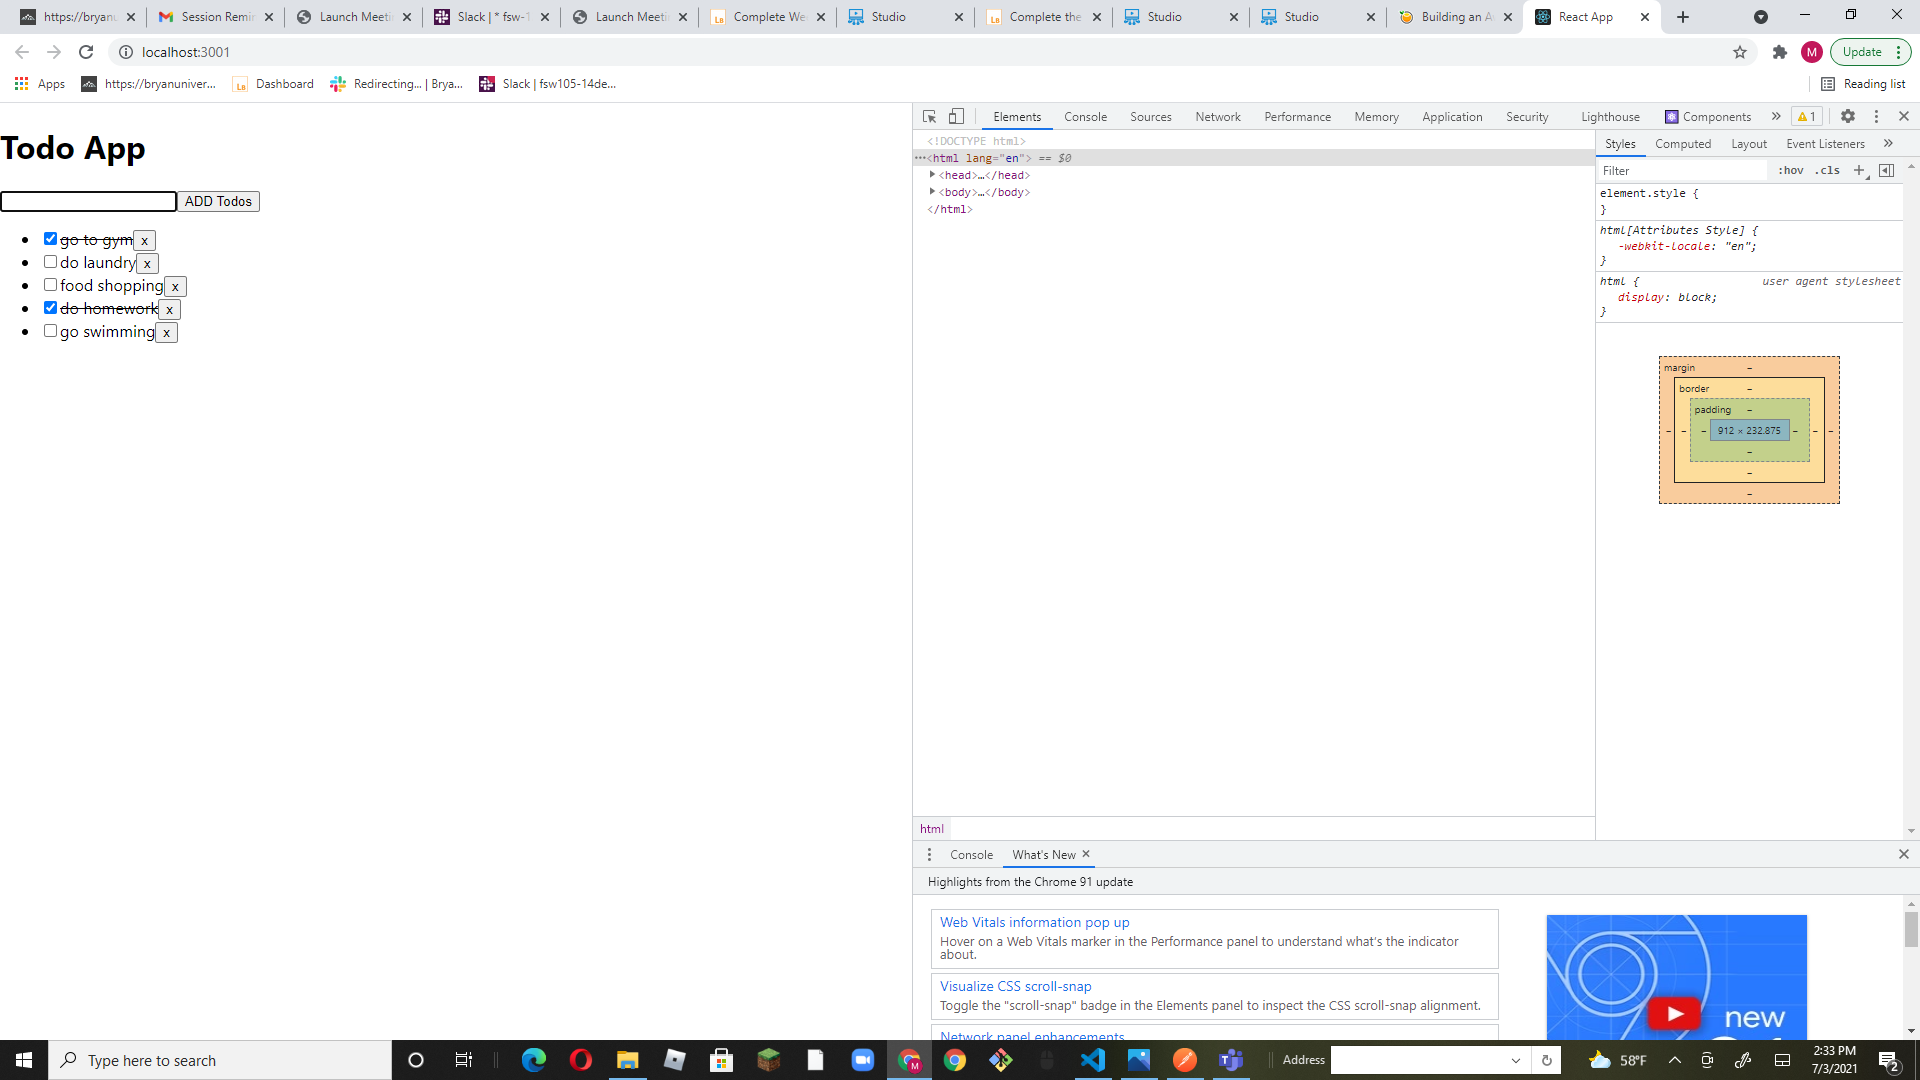 https://bryanu
Session Remin
Launch Meeti
Slack | * fsw-1
Launch Meeti
Complete We
Studio
Complete the
Studio
Studio
Building an A
React App
localhost:3001
M
Update
Apps
https://bryanuniver...
Dashboard
Redirecting... | Brya...
Slack | fsw105-14de...
Reading list
Todo App
ADD Todos
go to gym x
do laundry x
food shopping x
do homework x
go swimming x
Elements Console Sources Network Performance Memory Application Security Lighthouse Components » 1
<!DOCTYPE html>
···<html lang="en"> == $0
<head>…</head>
<body>…</body>
</html>
html
Styles Computed Layout Event Listeners »
Filter :hov .cls +
element.style {
}
html[Attributes Style] {
-webkit-locale: "en";
}
html { user agent stylesheet
display: block;
}
margin –
border –
padding –
– – – 912 × 232.875 – – –
–
–
–
Console What's New
Highlights from the Chrome 91 update
Web Vitals information pop up
Hover on a Web Vitals marker in the Performance panel to understand what's the indicator
about.
Visualize CSS scroll-snap
Toggle the "scroll-snap" badge in the Elements panel to inspect the CSS scroll-snap alignment.
Network panel enhancements
new
Type here to search
M
Address
58°F
2:33 PM
7/3/2021
2